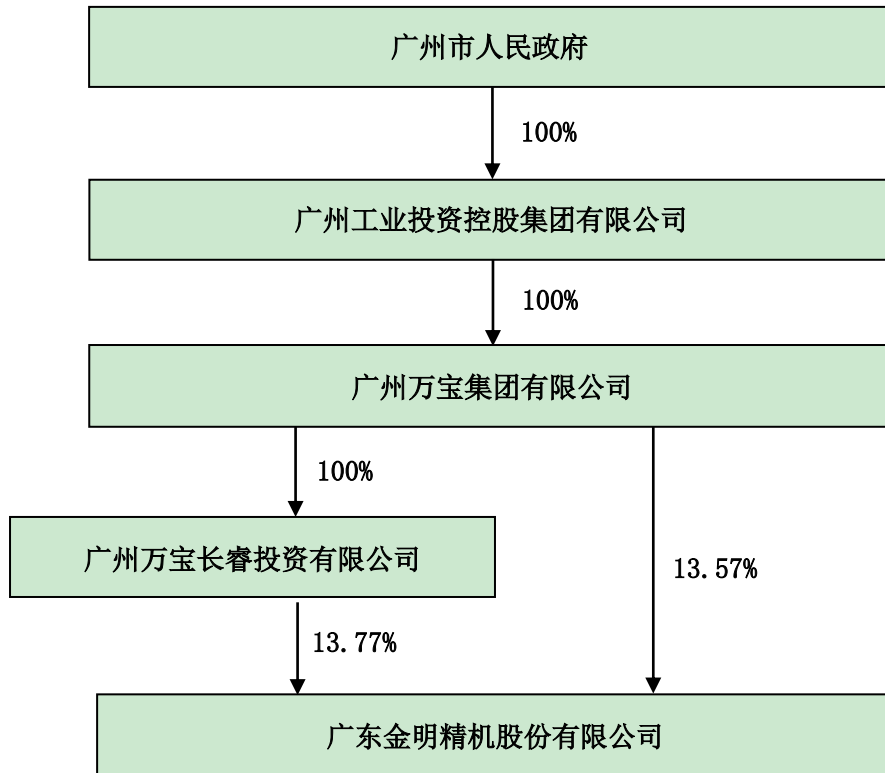 广州市人民政府
100%
广州工业投资控股集团有限公司
100%
广州万宝集团有限公司
100%
广州万宝长睿投资有限公司
13.57%
13.77%
广东金明精机股份有限公司